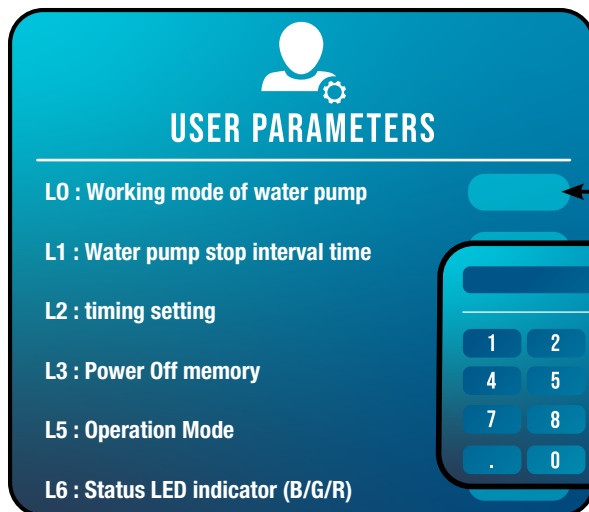 USER PARAMETERS
L0 : Working mode of water pump
L1 : Water pump stop interval time
L2 : timing setting
L3 : Power Off memory
L5 : Operation Mode
L6 : Status LED indicator (B/G/R)
1 2
4 5
7 8
. 0